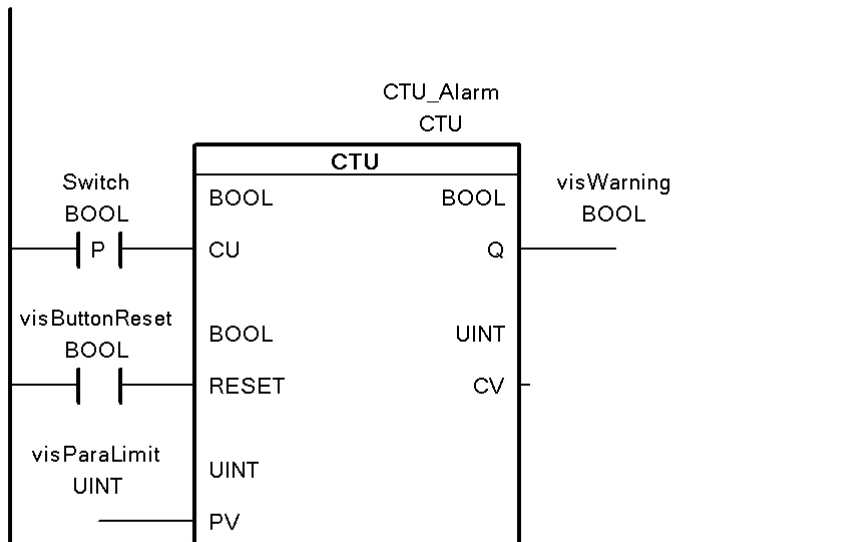 CTU_Alarm
CTU
CTU
Switch
BOOL
P
BOOL
CU
BOOL
Q
visWarning
BOOL
visButtonReset
BOOL
BOOL
RESET
UINT
CV
visParaLimit
UINT
UINT
PV